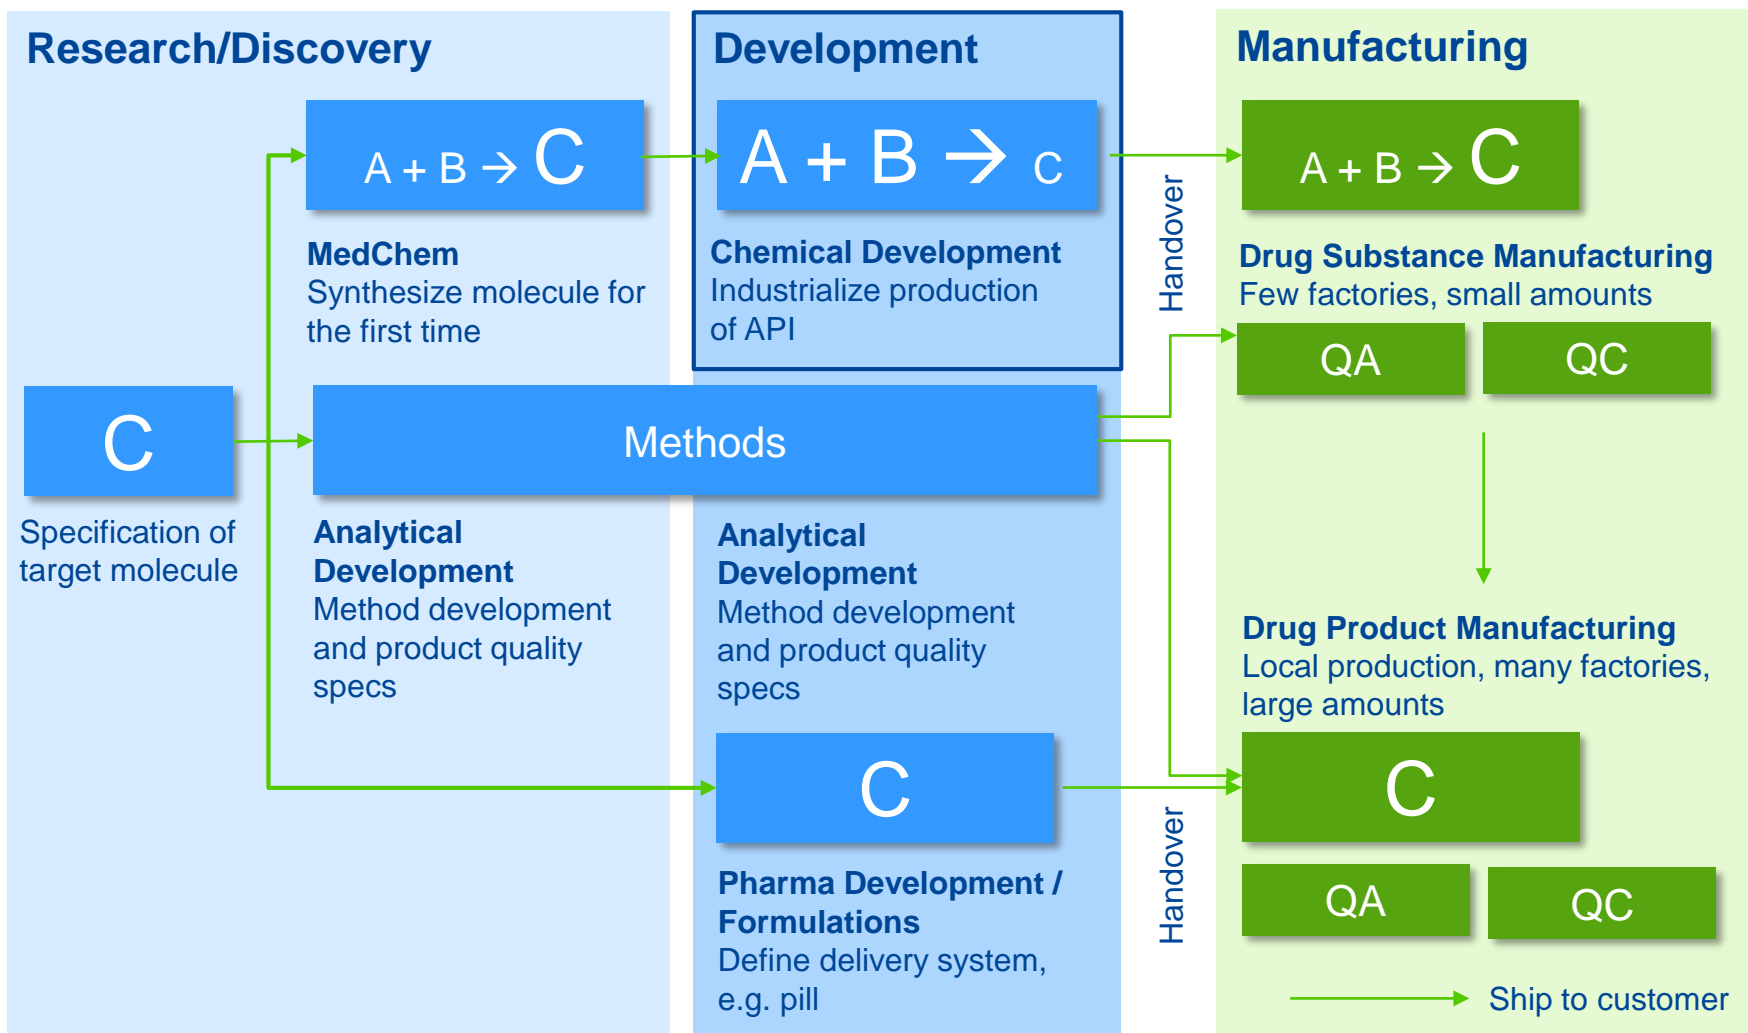 Research/Discovery
Development
Manufacturing
A + B → C
A + B → C
A + B → C
MedChem
Synthesize molecule for
the first time
Chemical Development
Industrialize production
of API
Handover
Drug Substance Manufacturing
Few factories, small amounts
QA
QC
C
Methods
Specification of
target molecule
Analytical
Development
Method development
and product quality
specs
Analytical
Development
Method development
and product quality
specs
Drug Product Manufacturing
Local production, many factories,
large amounts
C
C
Handover
QA
QC
Pharma Development /
Formulations
Define delivery system,
e.g. pill
Ship to customer